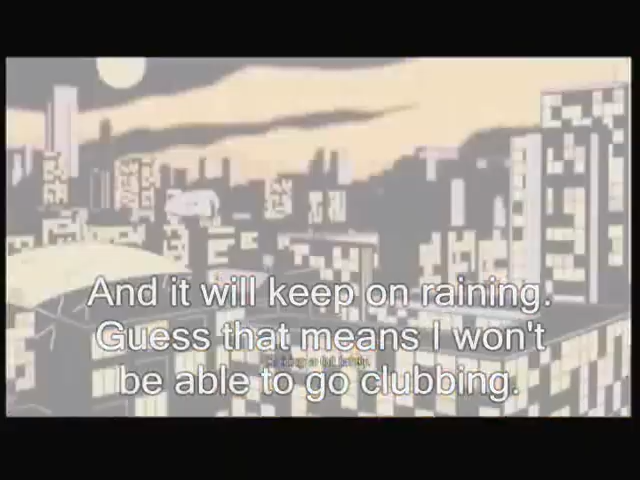 And it will keep on raining.
Guess that means I won't
be able to go clubbing.